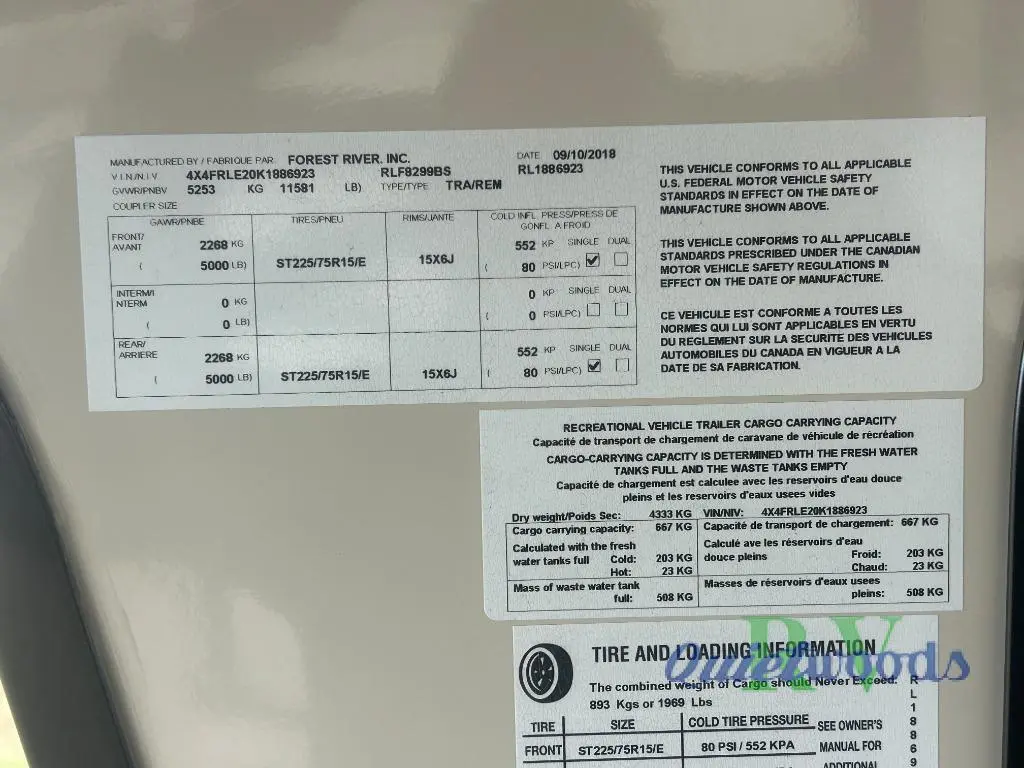 MANUFACTURED BY / FABRIQUE PAR FOREST RIVER, INC. DATE 09/10/2018
V.I.N./N.I.V 4X4FRLE20K1886923 RLF8299BS RL1886923
GVWR/PNBV 5253 KG 11581 LB) TYPE/TYPE TRA/REM
COUPLER SIZE
GAWR/PNBE TIRES/PNEU RIMS/JANTE COLD INFL. PRESS/PRESS DE
GONFL. A FROID
FRONT/
AVANT 2268 KG 552 KP SINGLE DUAL
( 5000 LB) ST225/75R15/E 15X6J ( 80 PSI/LPC)
INTERM/I
NTERM 0 KG 0 KP SINGLE DUAL
( 0 LB) ( 0 PSI/LPC)
REAR/
ARRIERE 2268 KG 552 KP SINGLE DUAL
( 5000 LB) ST225/75R15/E 15X6J ( 80 PSI/LPC)
THIS VEHICLE CONFORMS TO ALL APPLICABLE
U.S. FEDERAL MOTOR VEHICLE SAFETY
STANDARDS IN EFFECT ON THE DATE OF
MANUFACTURE SHOWN ABOVE.
THIS VEHICLE CONFORMS TO ALL APPLICABLE
STANDARDS PRESCRIBED UNDER THE CANADIAN
MOTOR VEHICLE SAFETY REGULATIONS IN
EFFECT ON THE DATE OF MANUFACTURE.
CE VEHICULE EST CONFORME A TOUTES LES
NORMES QUI LUI SONT APPLICABLES EN VERTU
DU REGLEMENT SUR LA SECURITE DES VEHICULES
AUTOMOBILES DU CANADA EN VIGUEUR A LA
DATE DE SA FABRICATION.
RECREATIONAL VEHICLE TRAILER CARGO CARRYING CAPACITY
Capacité de transport de chargement de caravane de véhicule de récréation
CARGO-CARRYING CAPACITY IS DETERMINED WITH THE FRESH WATER
TANKS FULL AND THE WASTE TANKS EMPTY
Capacité de chargement est calculee avec les reservoirs d'eau douce
pleins et les reservoirs d'eaux usees vides
Dry weight/Poids Sec: 4333 KG VIN/NIV: 4X4FRLE20K1886923
Cargo carrying capacity: 667 KG Capacité de transport de chargement: 667 KG
Calculated with the fresh Calculé ave les réservoirs d'eau
water tanks full Cold: 203 KG douce pleins Froid: 203 KG
Hot: 23 KG Chaud: 23 KG
Mass of waste water tank Masses de réservoirs d'eaux usees
full: 508 KG pleins: 508 KG
TIRE AND LOADING INFORMATION
Quietwoods RV
The combined weight of Cargo should Never Exceed:
893 Kgs or 1969 Lbs
TIRE SIZE COLD TIRE PRESSURE SEE OWNER'S
FRONT ST225/75R15/E 80 PSI / 552 KPA MANUAL FOR
ADDITIONAL
R
L
1
8
8
6
9